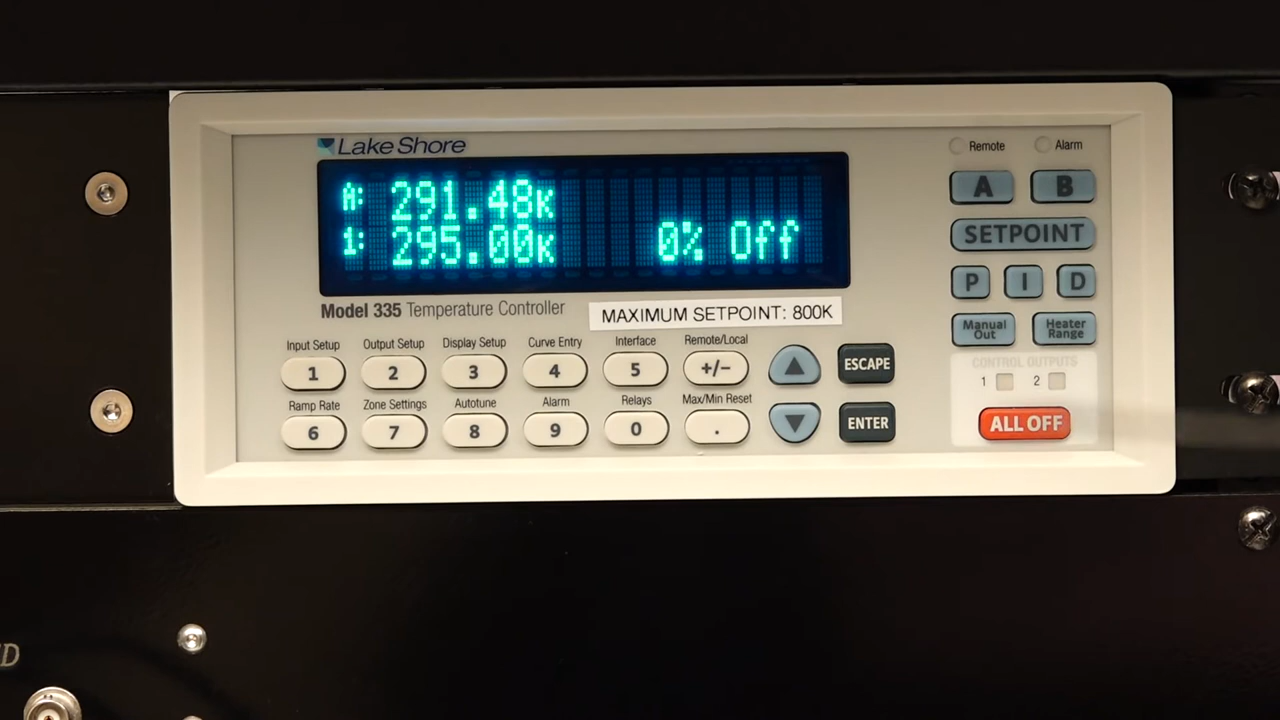 Lake Shore
Remote Alarm
A: 291.48K
1: 295.00K 0% Off
A B
SETPOINT
P I D
Manual Out
Heater Range
Model 335 Temperature Controller
MAXIMUM SETPOINT: 800K
Input Setup Output Setup Display Setup Curve Entry Interface Remote/Local
1 2 3 4 5 +/-
ESCAPE
Ramp Rate Zone Settings Autotune Alarm Relays Max/Min Reset
6 7 8 9 0 .
ENTER
CONTROL OUTPUTS
1 2
ALL OFF